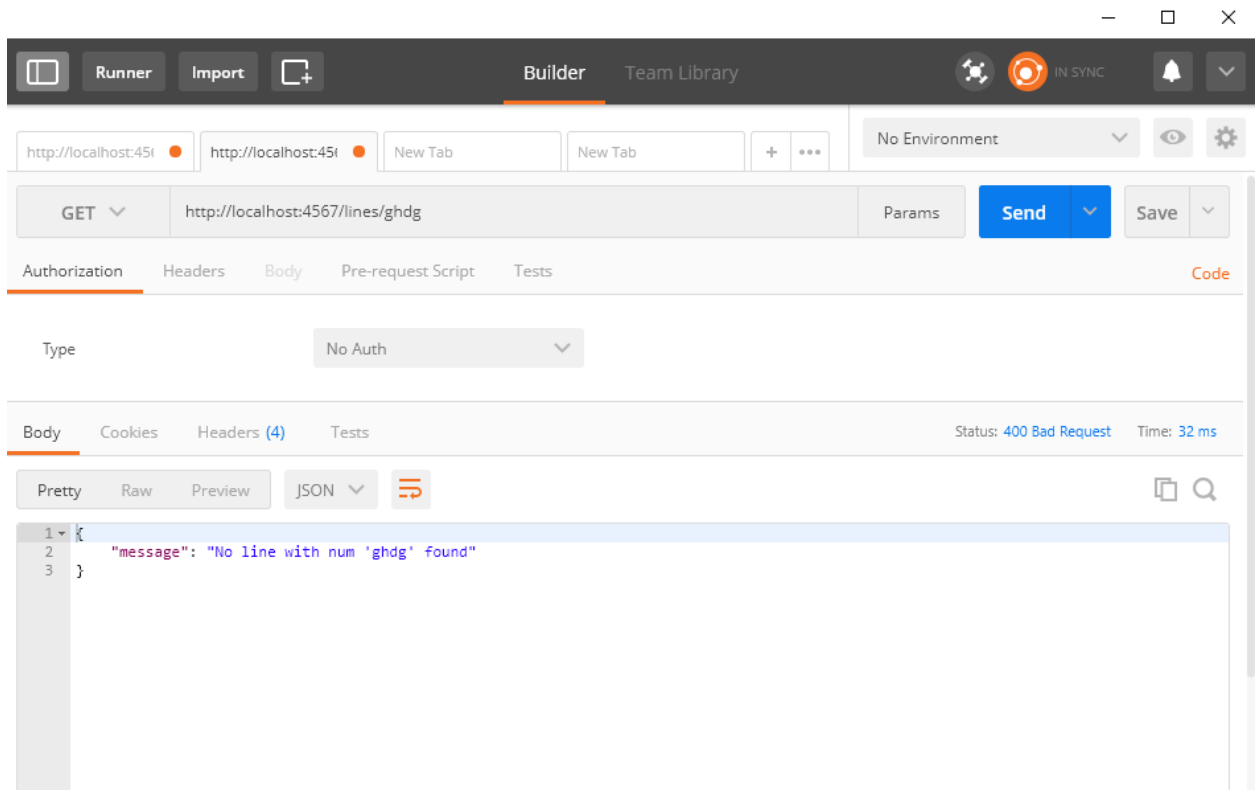 Runner Import Builder Team Library IN SYNC
http://localhost:456 http://localhost:456 New Tab New Tab + No Environment
GET http://localhost:4567/lines/ghdg Params Send Save
Authorization Headers Body Pre-request Script Tests Code
Type No Auth
Body Cookies Headers (4) Tests Status: 400 Bad Request Time: 32 ms
Pretty Raw Preview JSON
1 {
2 "message": "No line with num 'ghdg' found"
3 }